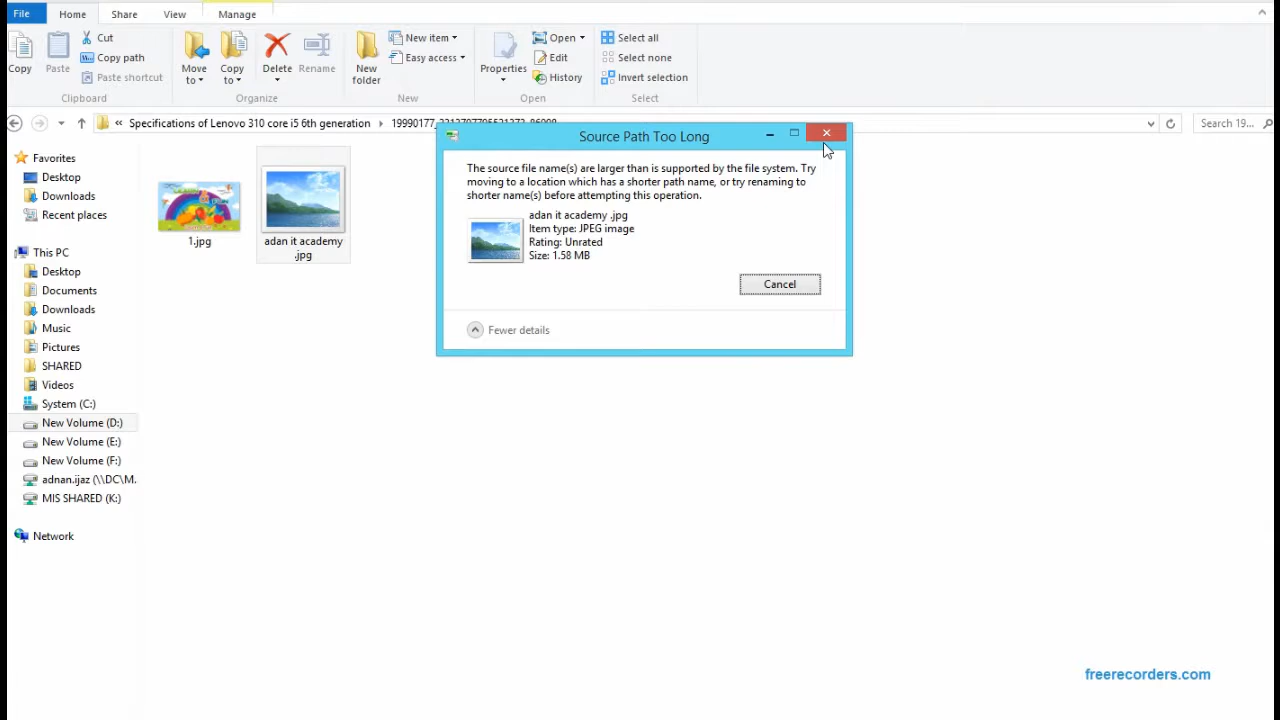 File
Home
Share
View
Manage
Copy
Paste
Cut
Copy path
Paste shortcut
Clipboard
Move
to
Copy
to
Delete
Rename
Organize
New
folder
New item
Easy access
New
Properties
Open
Edit
History
Open
Select all
Select none
Invert selection
Select
« Specifications of Lenovo 310 core i5 6th generation
Search 19...
Favorites
Desktop
Downloads
Recent places
This PC
Desktop
Documents
Downloads
Music
Pictures
SHARED
Videos
System (C:)
New Volume (D:)
New Volume (E:)
New Volume (F:)
adnan.ijaz (\\DC\M.
MIS SHARED (K:)
Network
1.jpg
adan it academy
.jpg
Source Path Too Long
The source file name(s) are larger than is supported by the file system. Try
moving to a location which has a shorter path name, or try renaming to
shorter name(s) before attempting this operation.
adan it academy .jpg
Item type: JPEG image
Rating: Unrated
Size: 1.58 MB
Cancel
Fewer details
freerecorders.com